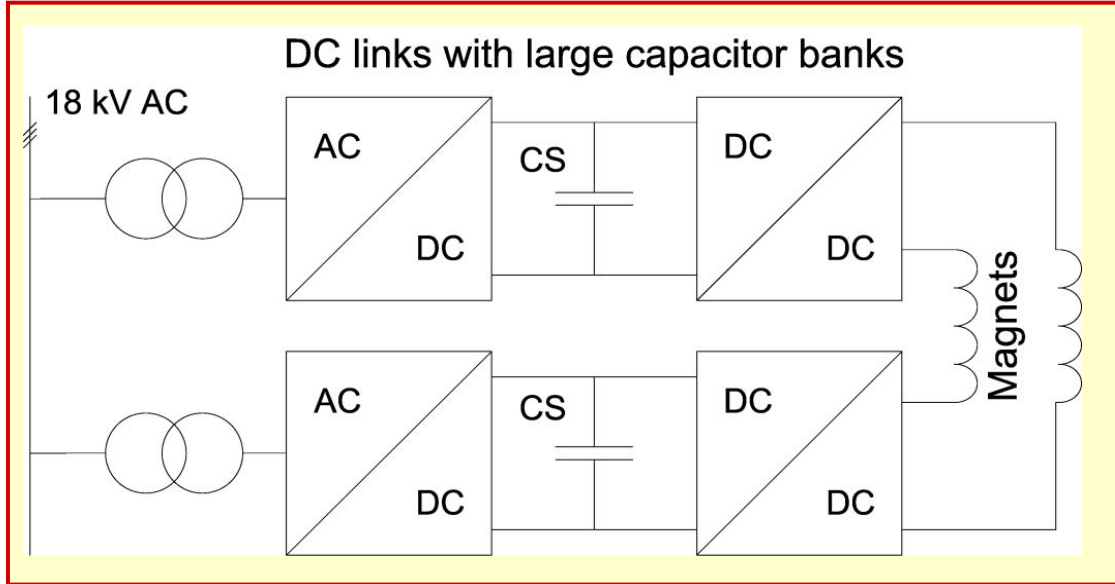 DC links with large capacitor banks
18 kV AC
AC
DC
CS
DC
DC
Magnets
AC
DC
CS
DC
DC